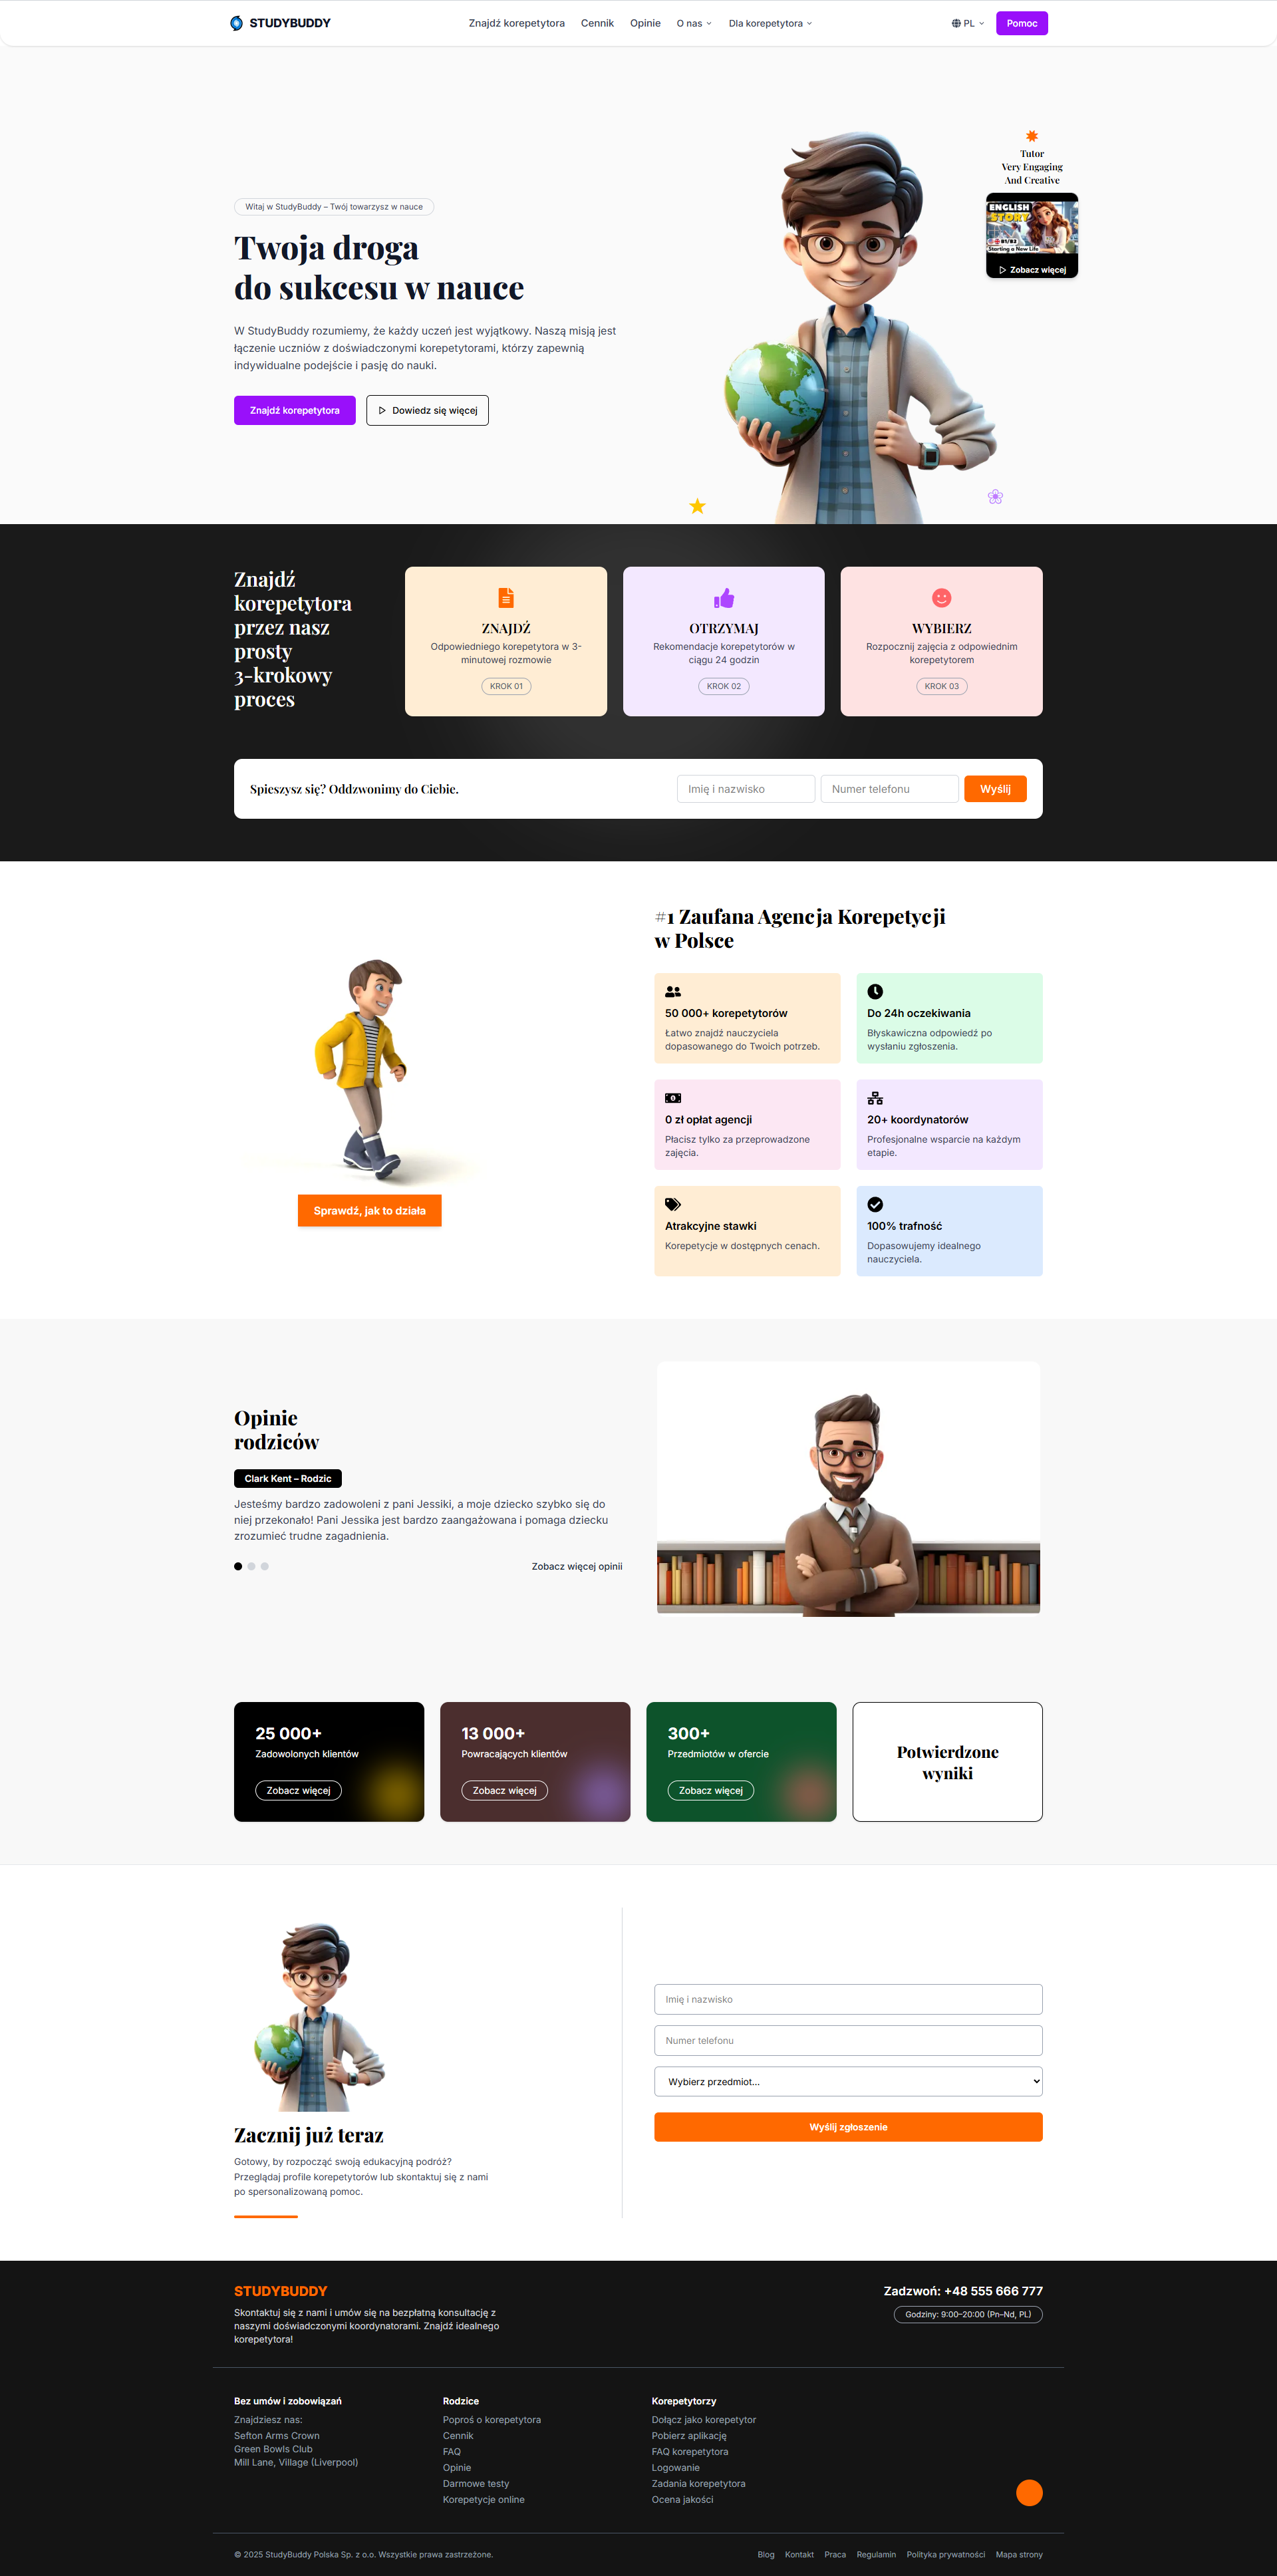 STUDYBUDDY
Znajdź korepetytora
Cennik
Opinie
O nas
Dla korepetytora
PL
Pomoc
Witaj w StudyBuddy – Twój towarzysz w nauce
Twoja droga
do sukcesu w nauce
W StudyBuddy rozumiemy, że każdy uczeń jest wyjątkowy. Naszą misją jest
łączenie uczniów z doświadczonymi korepetytorami, którzy zapewnią
indywidualne podejście i pasję do nauki.
Znajdź korepetytora
Dowiedz się więcej
Tutor
Very Engaging
And Creative
ENGLISH
STORY
B1/B2
Starting a New Life
Zobacz więcej
Znajdź
korepetytora
przez nasz
prosty
3-krokowy
proces
ZNAJDŹ
Odpowiedniego korepetytora w 3-
minutowej rozmowie
KROK 01
OTRZYMAJ
Rekomendacje korepetytorów w
ciągu 24 godzin
KROK 02
WYBIERZ
Rozpocznij zajęcia z odpowiednim
korepetytorem
KROK 03
Spieszysz się? Oddzwonimy do Ciebie.
Imię i nazwisko
Numer telefonu
Wyślij
#1 Zaufana Agencja Korepetycji
w Polsce
50 000+ korepetytorów
Łatwo znajdź nauczyciela
dopasowanego do Twoich potrzeb.
Do 24h oczekiwania
Błyskawiczna odpowiedź po
wysłaniu zgłoszenia.
0 zł opłat agencji
Płacisz tylko za przeprowadzone
zajęcia.
20+ koordynatorów
Profesjonalne wsparcie na każdym
etapie.
Atrakcyjne stawki
Korepetycje w dostępnych cenach.
100% trafność
Dopasowujemy idealnego
nauczyciela.
Sprawdź, jak to działa
Opinie
rodziców
Clark Kent – Rodzic
Jesteśmy bardzo zadowoleni z pani Jessiki, a moje dziecko szybko się do
niej przekonało! Pani Jessika jest bardzo zaangażowana i pomaga dziecku
zrozumieć trudne zagadnienia.
Zobacz więcej opinii
25 000+
Zadowolonych klientów
Zobacz więcej
13 000+
Powracających klientów
Zobacz więcej
300+
Przedmiotów w ofercie
Zobacz więcej
Potwierdzone
wyniki
Zacznij już teraz
Gotowy, by rozpocząć swoją edukacyjną podróż?
Przeglądaj profile korepetytorów lub skontaktuj się z nami
po spersonalizowaną pomoc.
Imię i nazwisko
Numer telefonu
Wybierz przedmiot...
Wyślij zgłoszenie
STUDYBUDDY
Skontaktuj się z nami i umów się na bezpłatną konsultację z
naszymi doświadczonymi koordynatorami. Znajdź idealnego
korepetytora!
Zadzwoń: +48 555 666 777
Godziny: 9:00–20:00 (Pn–Nd, PL)
Bez umów i zobowiązań
Znajdziesz nas:
Sefton Arms Crown
Green Bowls Club
Mill Lane, Village (Liverpool)
Rodzice
Poproś o korepetytora
Cennik
FAQ
Opinie
Darmowe testy
Korepetycje online
Korepetytorzy
Dołącz jako korepetytor
Pobierz aplikację
FAQ korepetytora
Logowanie
Zadania korepetytora
Ocena jakości
© 2025 StudyBuddy Polska Sp. z o.o. Wszystkie prawa zastrzeżone.
Blog
Kontakt
Praca
Regulamin
Polityka prywatności
Mapa strony